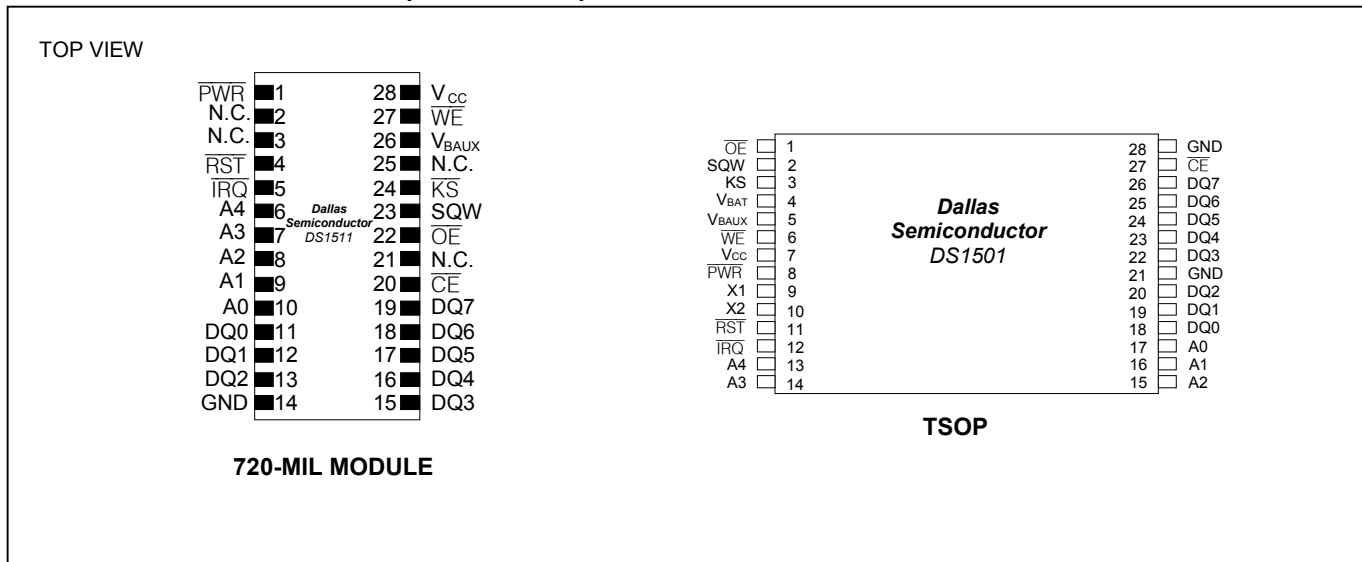 TOP VIEW
PWR 1 28 VCC
N.C. 2 27 WE
N.C. 3 26 VBAUX
RST 4 25 N.C.
IRQ 5 24 KS
A4 6 23 SQW
A3 7 22 OE
A2 8 21 N.C.
A1 9 20 CE
A0 10 19 DQ7
DQ0 11 18 DQ6
DQ1 12 17 DQ5
DQ2 13 16 DQ4
GND 14 15 DQ3
Dallas
Semiconductor
DS1511
720-MIL MODULE
OE 1 28 GND
SQW 2 27 CE
KS 3 26 DQ7
VBAT 4 25 DQ6
VBAUX 5 24 DQ5
WE 6 23 DQ4
VCC 7 22 DQ3
PWR 8 21 GND
X1 9 20 DQ2
X2 10 19 DQ1
RST 11 18 DQ0
IRQ 12 17 A0
A4 13 16 A1
A3 14 15 A2
Dallas
Semiconductor
DS1501
TSOP